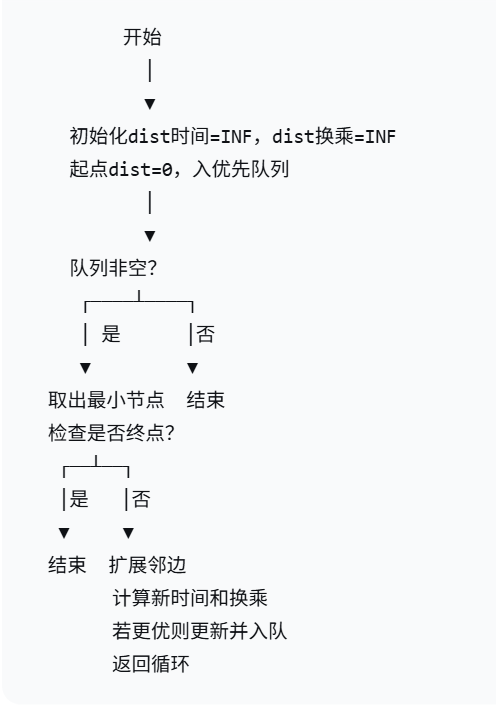 开始
初始化dist时间=INF，dist换乘=INF
起点dist=0，入优先队列
队列非空？
是 否
取出最小节点 结束
检查是否终点？
是 否
结束 扩展邻边
计算新时间和换乘
若更优则更新并入队
返回循环